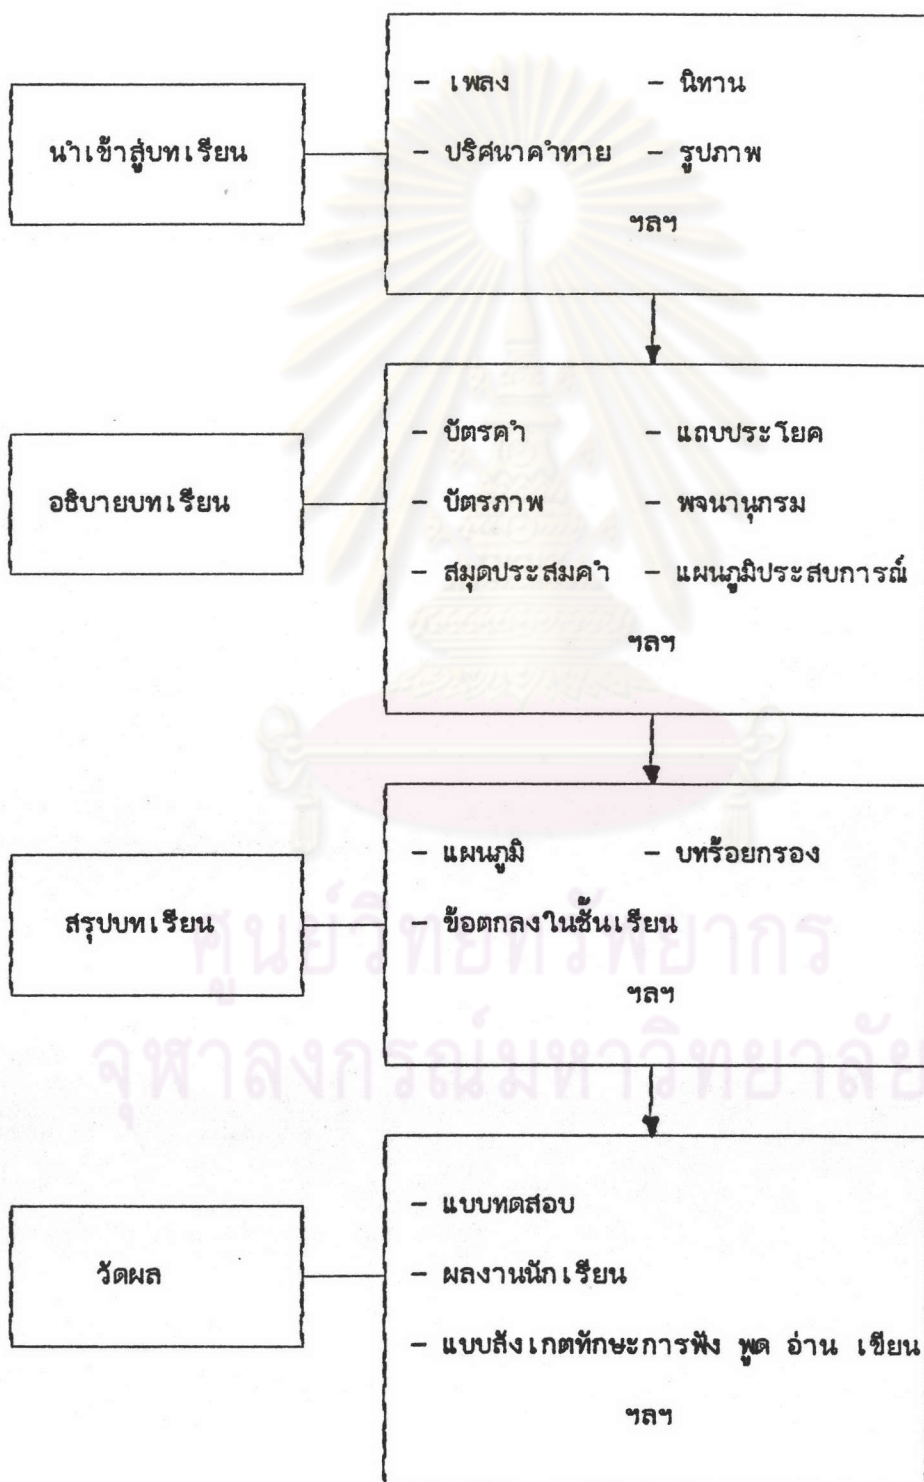 - เพลง - นิทาน
นำเข้าสู่บทเรียน - ปริศนาคำทาย - รูปภาพ
ฯลฯ
- บัตรคำ - แถบประโยค
อธิบายบทเรียน - บัตรภาพ - พจนานุกรม
- สมุดประสมคำ - แผนภูมิประสบการณ์
ฯลฯ
- แผนภูมิ - บทร้อยกรอง
สรุปบทเรียน - ข้อตกลงในชั้นเรียน
ฯลฯ
ศูนย์วิทยทรัพยากร
จุฬาลงกรณ์มหาวิทยาลัย
- แบบทดสอบ
วัดผล - ผลงานนักเรียน
- แบบสังเกตทักษะการฟัง พูด อ่าน เขียน
ฯลฯ